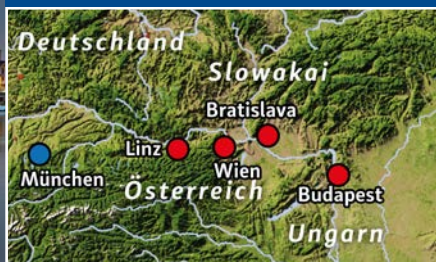 Deutschland
Slowakai
Bratislava
Linz
Wien
München
Österreich
Budapest
Ungarn